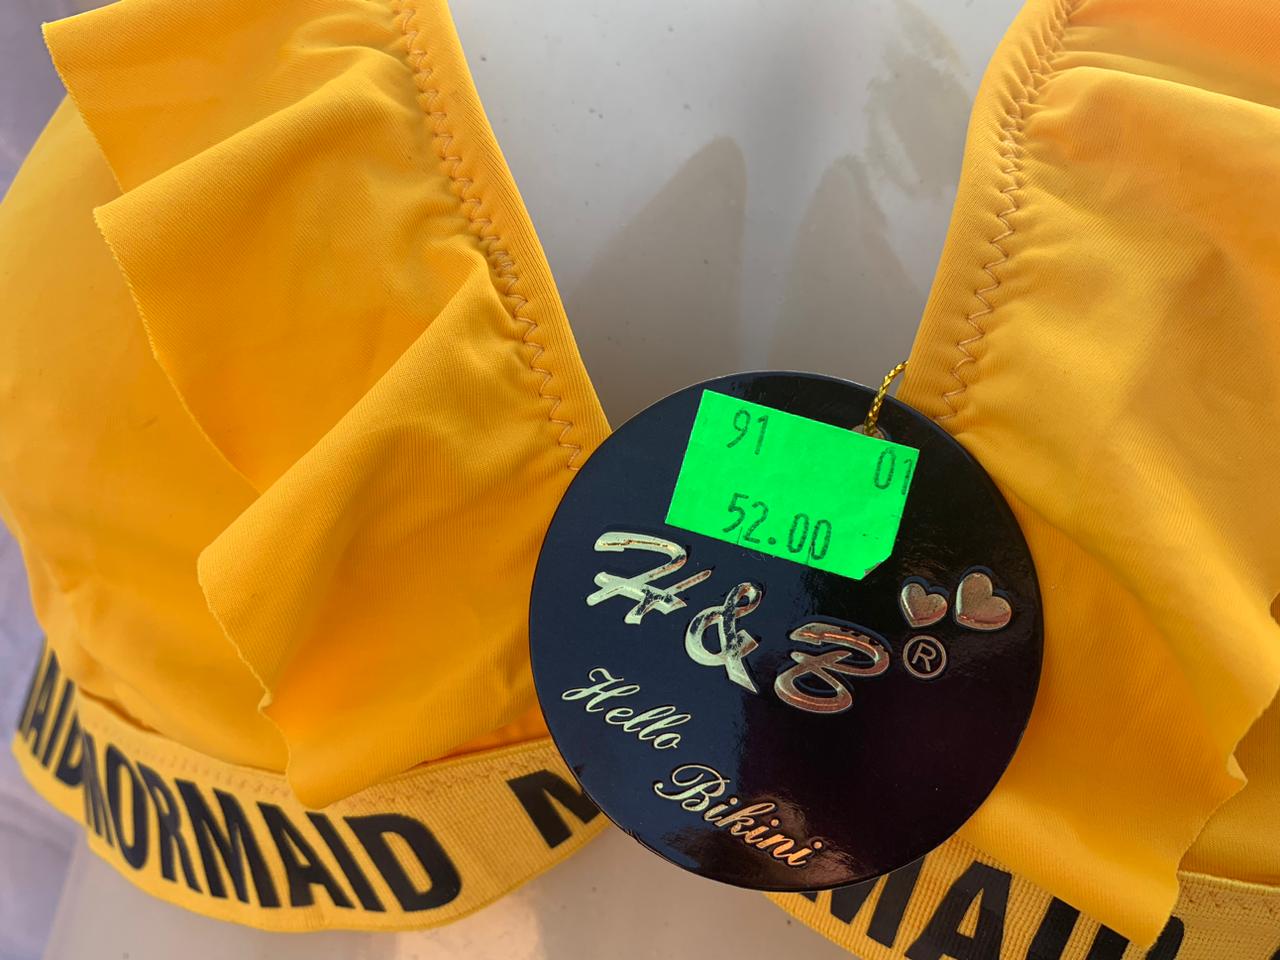 91
01
52.00
H & B ®
Hello
Bikini
MORMAID